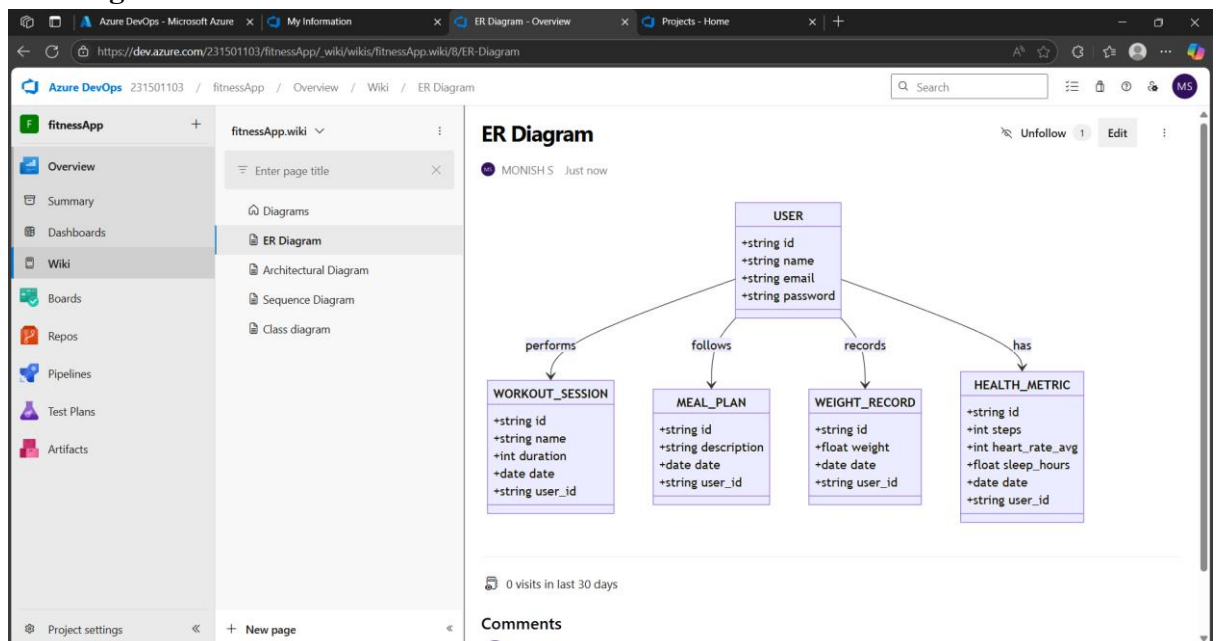 Azure DevOps - Microsoft Azure
My Information
ER Diagram - Overview
Projects - Home
https://dev.azure.com/231501103/fitnessApp/_wiki/wikis/fitnessApp.wiki/8/ER-Diagram
Azure DevOps 231501103 / fitnessApp / Overview / Wiki / ER Diagram
Search
MS
F fitnessApp
Overview
Summary
Dashboards
Wiki
Boards
Repos
Pipelines
Test Plans
Artifacts
Project settings
fitnessApp.wiki
Enter page title
Diagrams
ER Diagram
Architectural Diagram
Sequence Diagram
Class diagram
New page
ER Diagram
Unfollow 1 Edit
MS MONISH S Just now
USER
+string id
+string name
+string email
+string password
performs
follows
records
has
WORKOUT_SESSION
+string id
+string name
+int duration
+date date
+string user_id
MEAL_PLAN
+string id
+string description
+date date
+string user_id
WEIGHT_RECORD
+string id
+float weight
+date date
+string user_id
HEALTH_METRIC
+string id
+int steps
+int heart_rate_avg
+float sleep_hours
+date date
+string user_id
0 visits in last 30 days
Comments